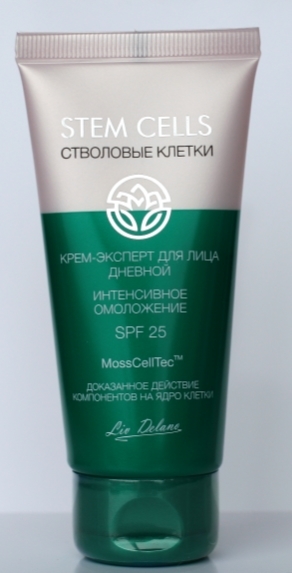 STEM CELLS
СТВОЛОВЫЕ КЛЕТКИ
КРЕМ-ЭКСПЕРТ ДЛЯ ЛИЦА
ДНЕВНОЙ
ИНТЕНСИВНОЕ
ОМОЛОЖЕНИЕ
SPF 25
MossCellTec™
ДОКАЗАННОЕ ДЕЙСТВИЕ
КОМПОНЕНТОВ НА ЯДРО КЛЕТКИ
Liv Delano